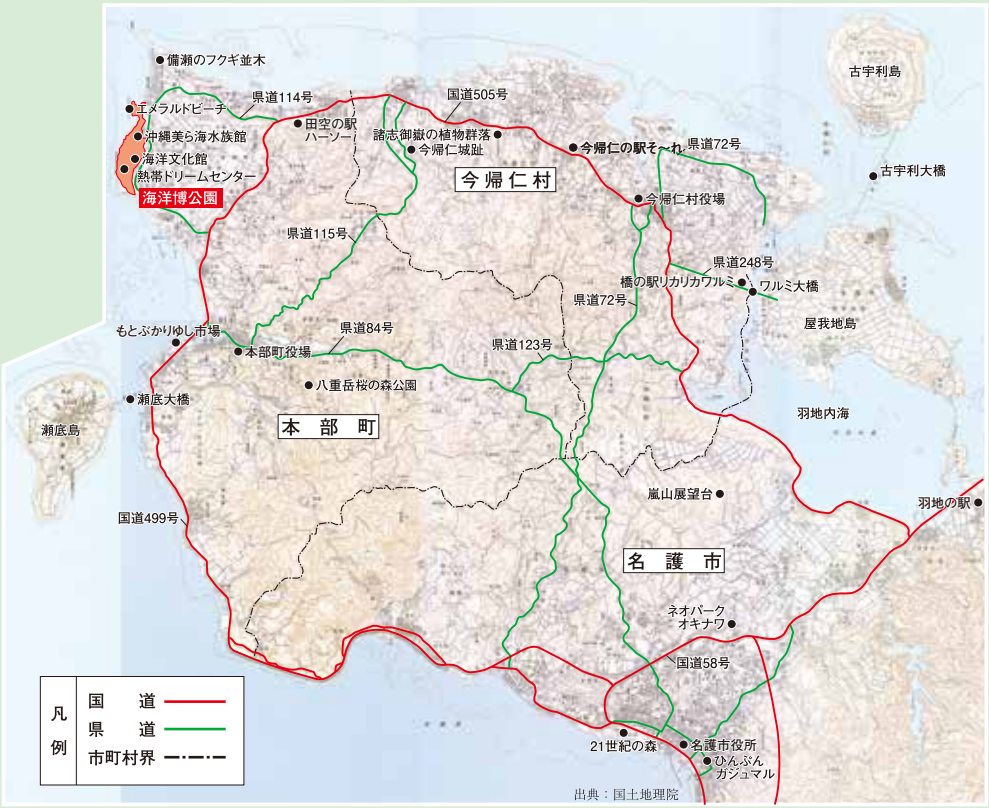 備瀬のフクギ並木
古宇利島
県道114号
国道505号
エメラルドビーチ
田空の駅
ハーソー
諸志御嶽の植物群落
沖縄美ら海水族館
今帰仁城趾
今帰仁の駅そ～れ
県道72号
海洋文化館
熱帯ドリームセンター
古宇利大橋
今帰仁村
海洋博公園
今帰仁村役場
県道115号
県道248号
橋の駅リカリカワルミ
ワルミ大橋
県道72号
屋我地島
もとぶかりゆし市場
県道84号
本部町役場
県道123号
八重岳桜の森公園
瀬底大橋
羽地内海
瀬底島
本部町
嵐山展望台
羽地の駅
国道499号
名護市
ネオパーク
オキナワ
国道58号
凡例
国道
県道
市町村界
21世紀の森
名護市役所
ひんぷん
ガジュマル
出典：国土地理院